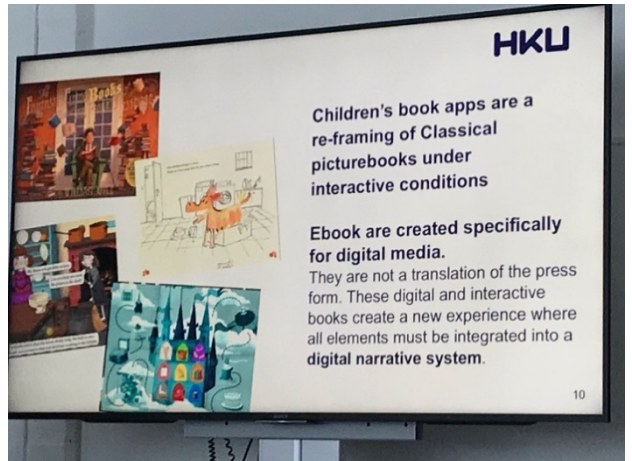 HKU
Children's book apps are a
re-framing of Classical
picturebooks under
interactive conditions
Ebook are created specifically
for digital media.
They are not a translation of the press
form. These digital and interactive
books create a new experience where
all elements must be integrated into a
digital narrative system.
10
Books